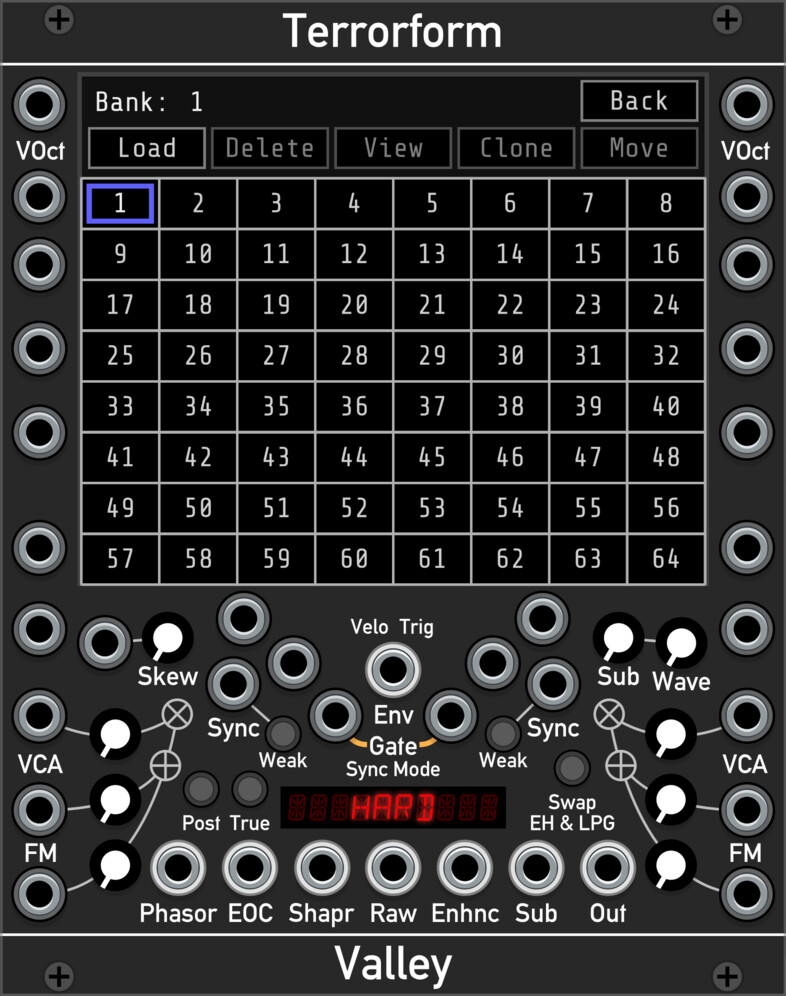 Terrorform
Bank: 1 Back
Load Delete View Clone Move
VOct VOct
1 2 3 4 5 6 7 8
9 10 11 12 13 14 15 16
17 18 19 20 21 22 23 24
25 26 27 28 29 30 31 32
33 34 35 36 37 38 39 40
41 42 43 44 45 46 47 48
49 50 51 52 53 54 55 56
57 58 59 60 61 62 63 64
Velo Trig
Skew Sub Wave
Env
Sync Sync
Gate
Weak Weak
VCA VCA
Sync Mode
Swap
EH & LPG
Post True
HARD
FM FM
Phasor EOC Shapr Raw Enhnc Sub Out
Valley